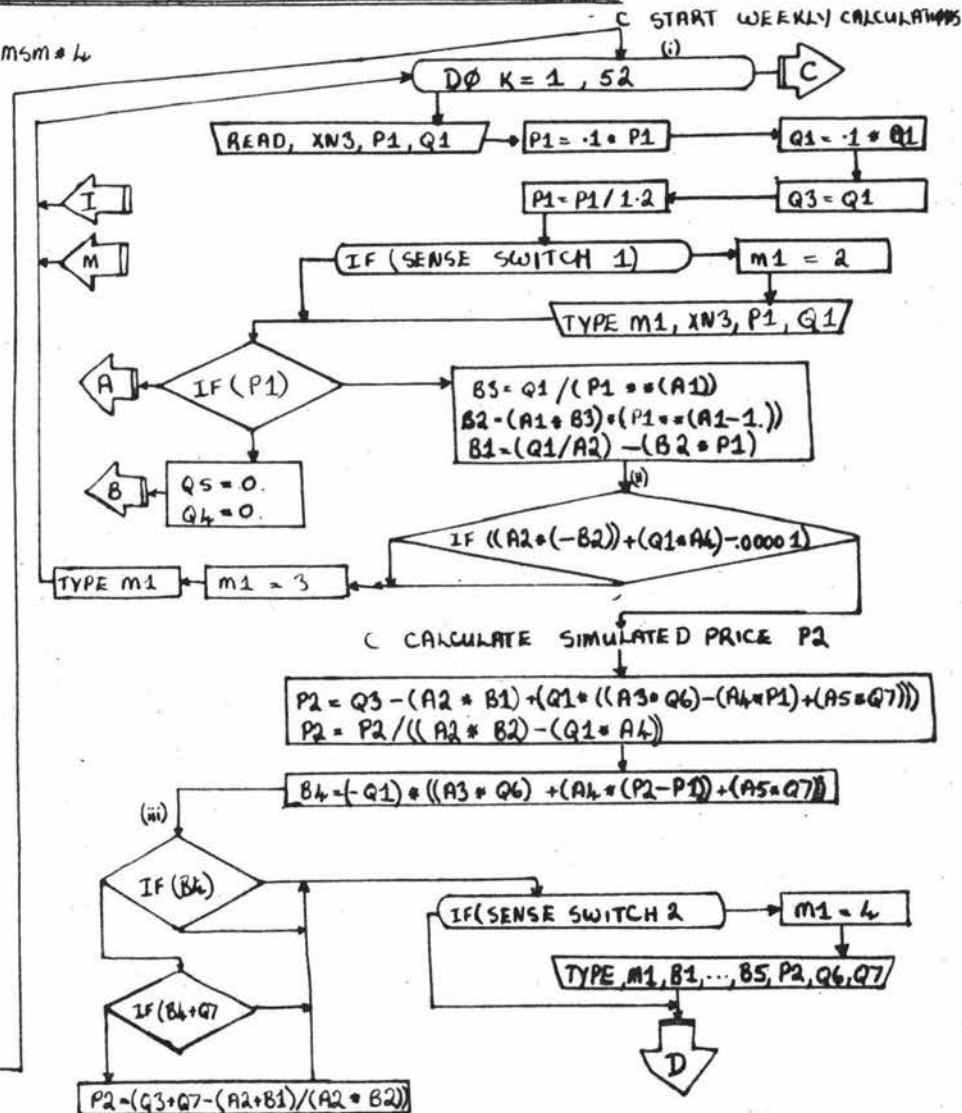 C START WEEKLY CALCULATIONS
MSM * 4
(i)
DØ K = 1 , 52
C
READ, XN3, P1, Q1
P1 = .1 * P1
Q1 = .1 * Q1
I
P1 = P1 / 1.2
Q3 = Q1
M
IF (SENSE SWITCH 1)
M1 = 2
TYPE M1, XN3, P1, Q1
A
IF (P1)
B3 = Q1 / (P1 **(A1))
B2 = (A1 * B3) * (P1 ** (A1-1.))
B1 = (Q1/A2) - (B2 * P1)
B
Q5 = 0.
Q4 = 0.
(ii)
IF ((A2*(-B2))+(Q1*A4)-.00001)
TYPE M1
M1 = 3
C CALCULATE SIMULATED PRICE P2
P2 = Q3 -(A2 * B1) +(Q1* ((A3*Q6)-(A4*P1)+(A5*Q7)))
P2 = P2 /(( A2 * B2) -(Q1* A4))
B4 =(-Q1) * ((A3 * Q6) +(A4 * (P2-P1)) +(A5*Q7))
(iii)
IF (B4)
IF(SENSE SWITCH 2
M1 = 4
TYPE ,M1, B1, ..., B5, P2, Q6, Q7
IF (B4+Q7
D
P2 =(Q3+Q7-(A2+B1)/(A2 * B2))